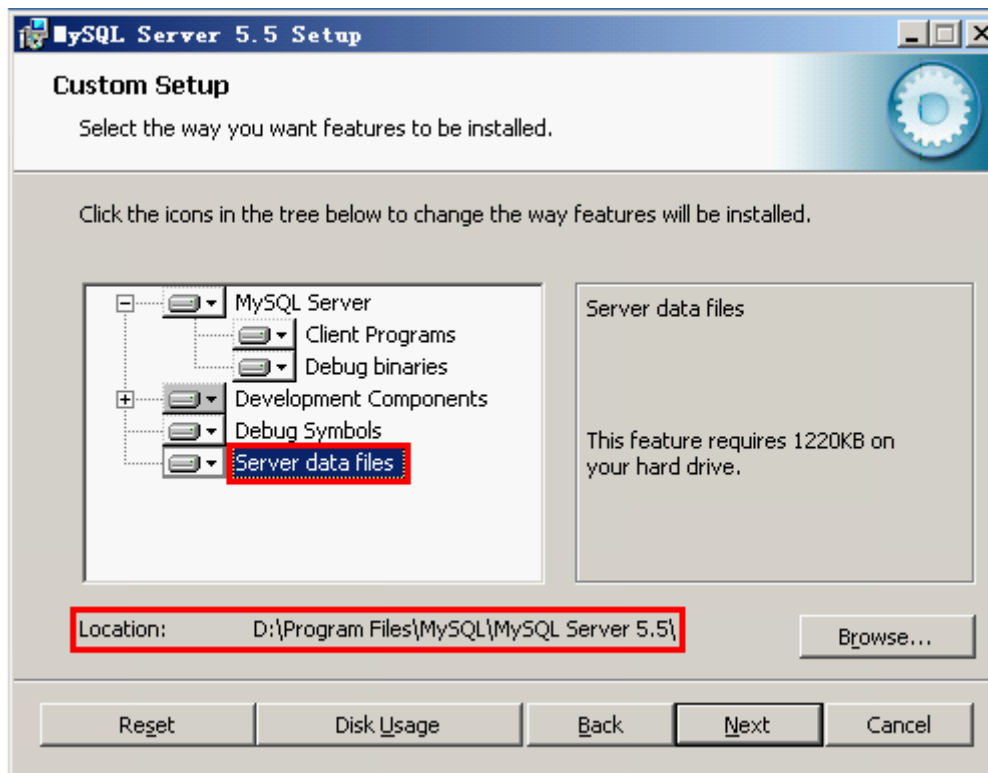 MySQL Server 5.5 Setup
Custom Setup
Select the way you want features to be installed.
Click the icons in the tree below to change the way features will be installed.
MySQL Server
Client Programs
Debug binaries
Development Components
Debug Symbols
Server data files
Server data files
This feature requires 1220KB on
your hard drive.
Location: D:\Program Files\MySQL\MySQL Server 5.5\
Browse...
Reset Disk Usage Back Next Cancel